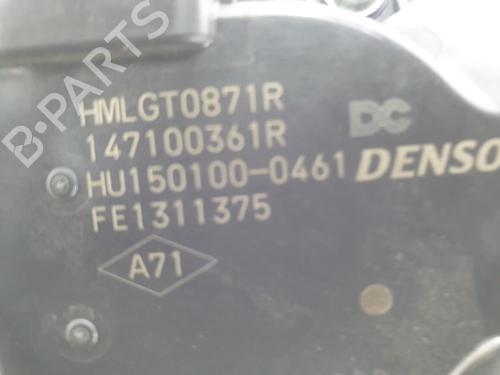 B-PARTS
HMLGT0871R
147100361R
HU150100-0461
FE1311375
A71
DC
DENSO